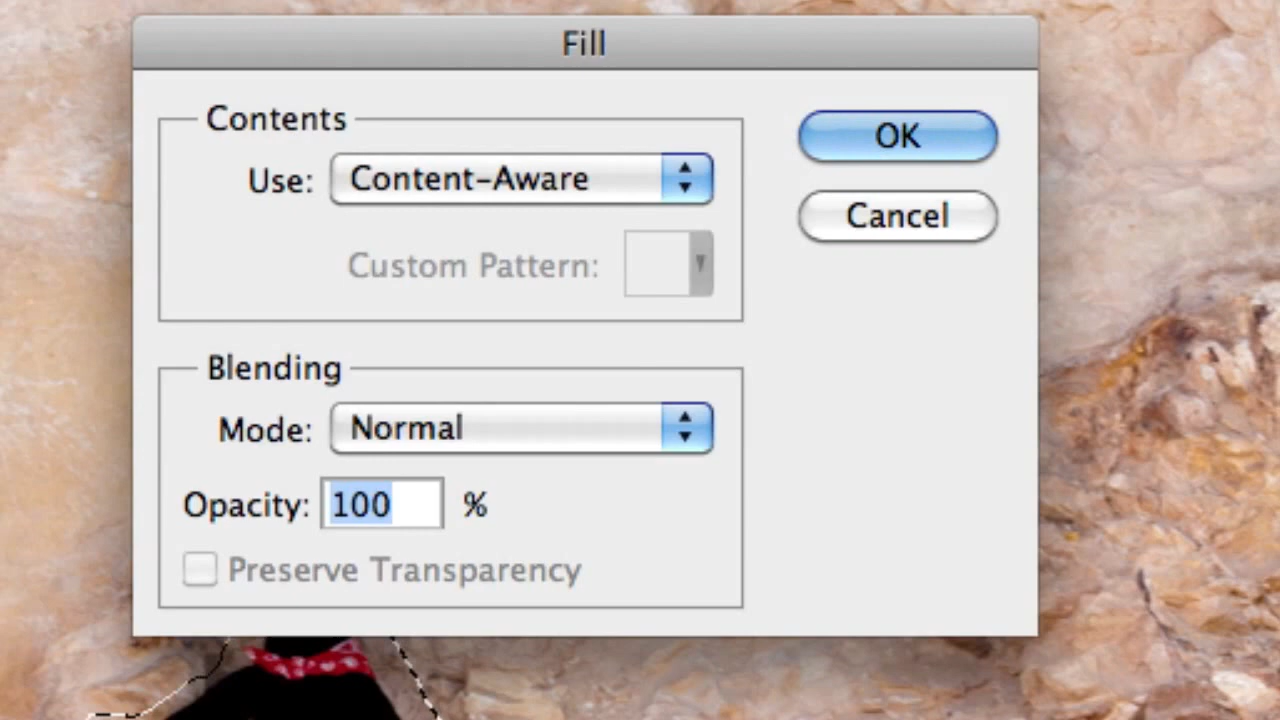 Fill
Contents
Use: Content-Aware
Custom Pattern:
OK
Cancel
Blending
Mode: Normal
Opacity: 100 %
Preserve Transparency